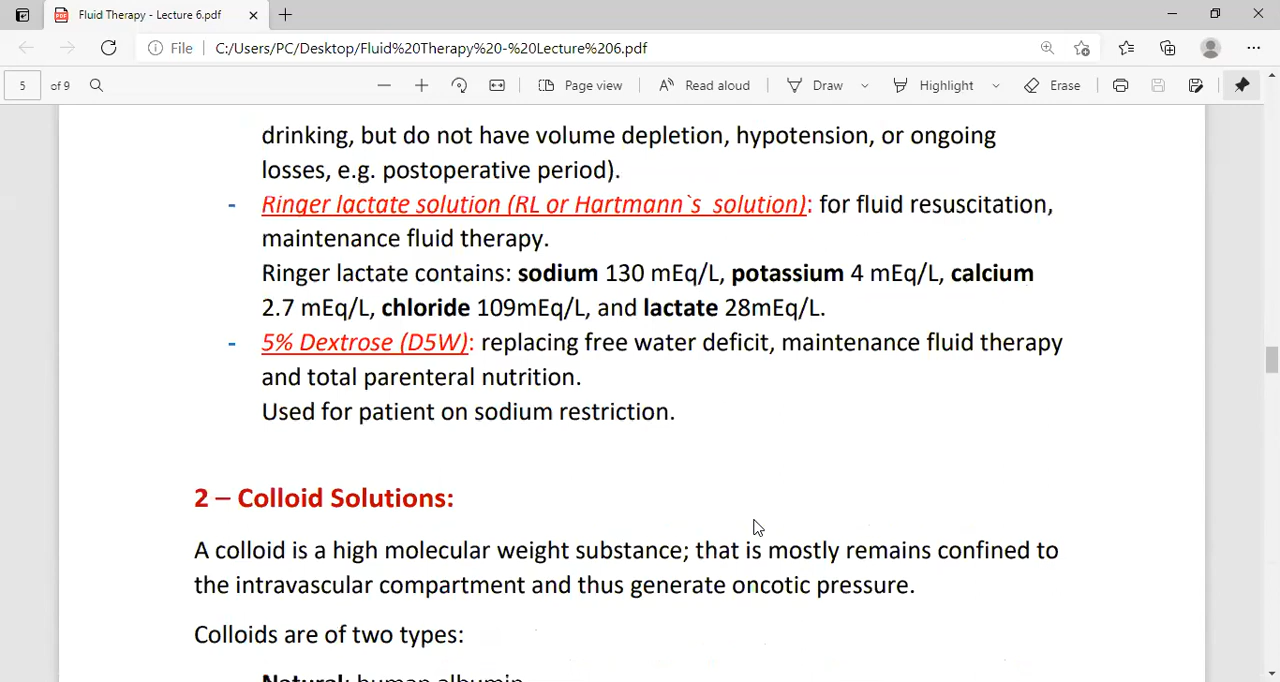 Fluid Therapy - Lecture 6.pdf
File C:/Users/PC/Desktop/Fluid%20Therapy%20-%20Lecture%206.pdf
5 of 9 Page view Read aloud Draw Highlight Erase
drinking, but do not have volume depletion, hypotension, or ongoing
losses, e.g. postoperative period).
- Ringer lactate solution (RL or Hartmann`s solution): for fluid resuscitation,
maintenance fluid therapy.
Ringer lactate contains: sodium 130 mEq/L, potassium 4 mEq/L, calcium
2.7 mEq/L, chloride 109mEq/L, and lactate 28mEq/L.
- 5% Dextrose (D5W): replacing free water deficit, maintenance fluid therapy
and total parenteral nutrition.
Used for patient on sodium restriction.
2 – Colloid Solutions:
A colloid is a high molecular weight substance; that is mostly remains confined to
the intravascular compartment and thus generate oncotic pressure.
Colloids are of two types:
Natural: human albumin